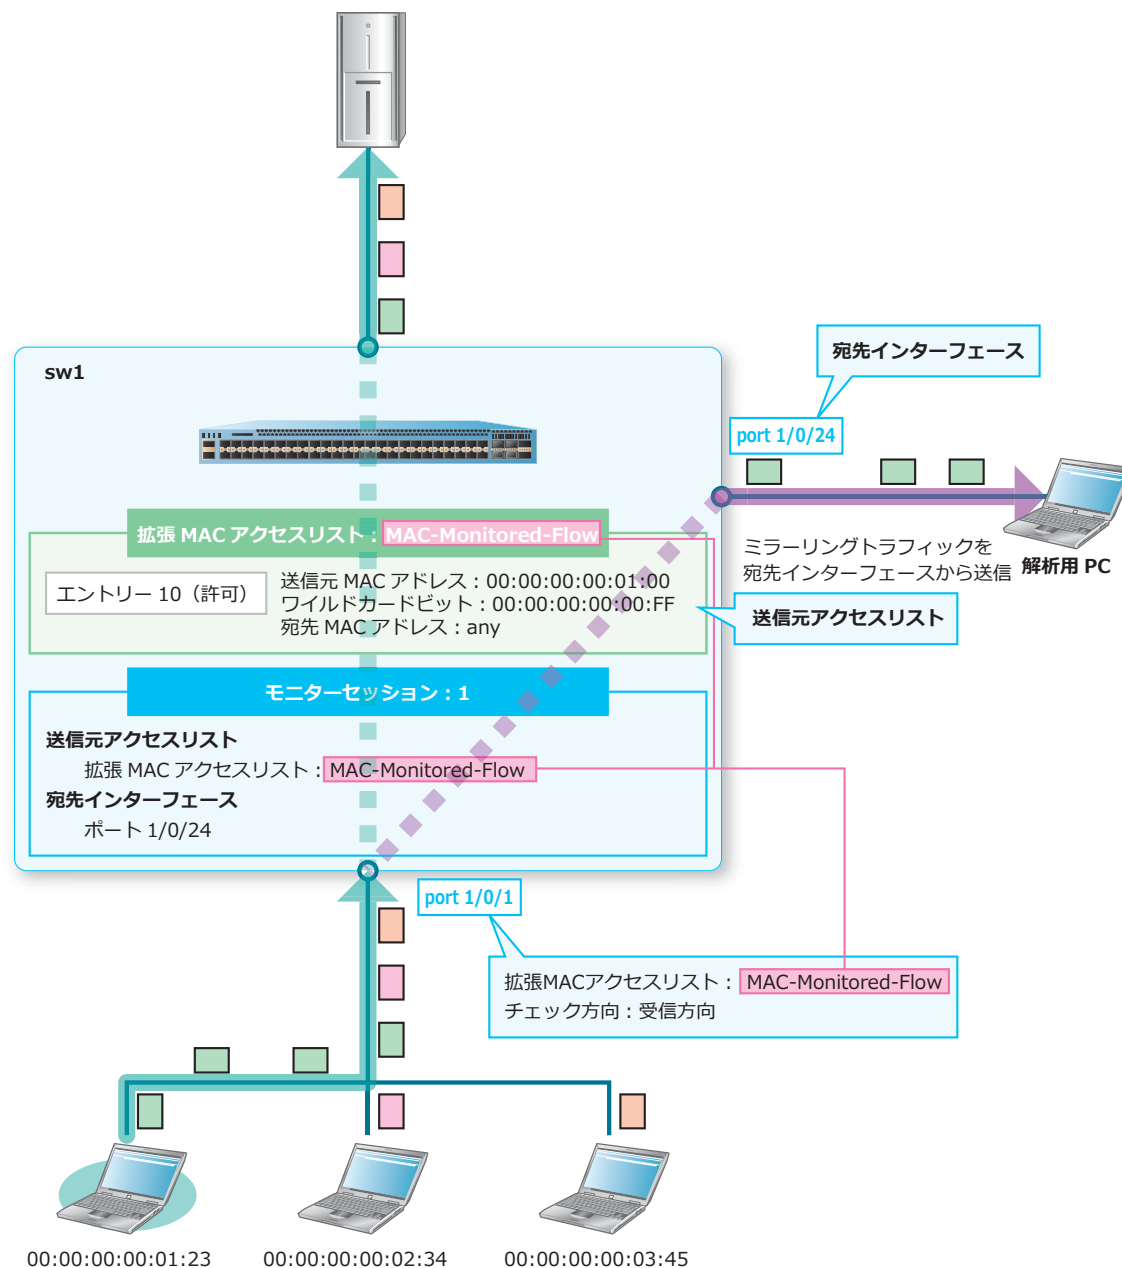 宛先インターフェース
sw1
port 1/0/24
拡張 MAC アクセスリスト : MAC-Monitored-Flow
エントリー 10（許可）
送信元 MAC アドレス : 00:00:00:00:01:00
ワイルドカードビット : 00:00:00:00:00:FF
宛先 MAC アドレス : any
ミラーリングトラフィックを
宛先インターフェースから送信
解析用 PC
送信元アクセスリスト
モニターセッション : 1
送信元アクセスリスト
拡張 MAC アクセスリスト : MAC-Monitored-Flow
宛先インターフェース
ポート 1/0/24
port 1/0/1
拡張MACアクセスリスト : MAC-Monitored-Flow
チェック方向 : 受信方向
00:00:00:00:01:23
00:00:00:00:02:34
00:00:00:00:03:45